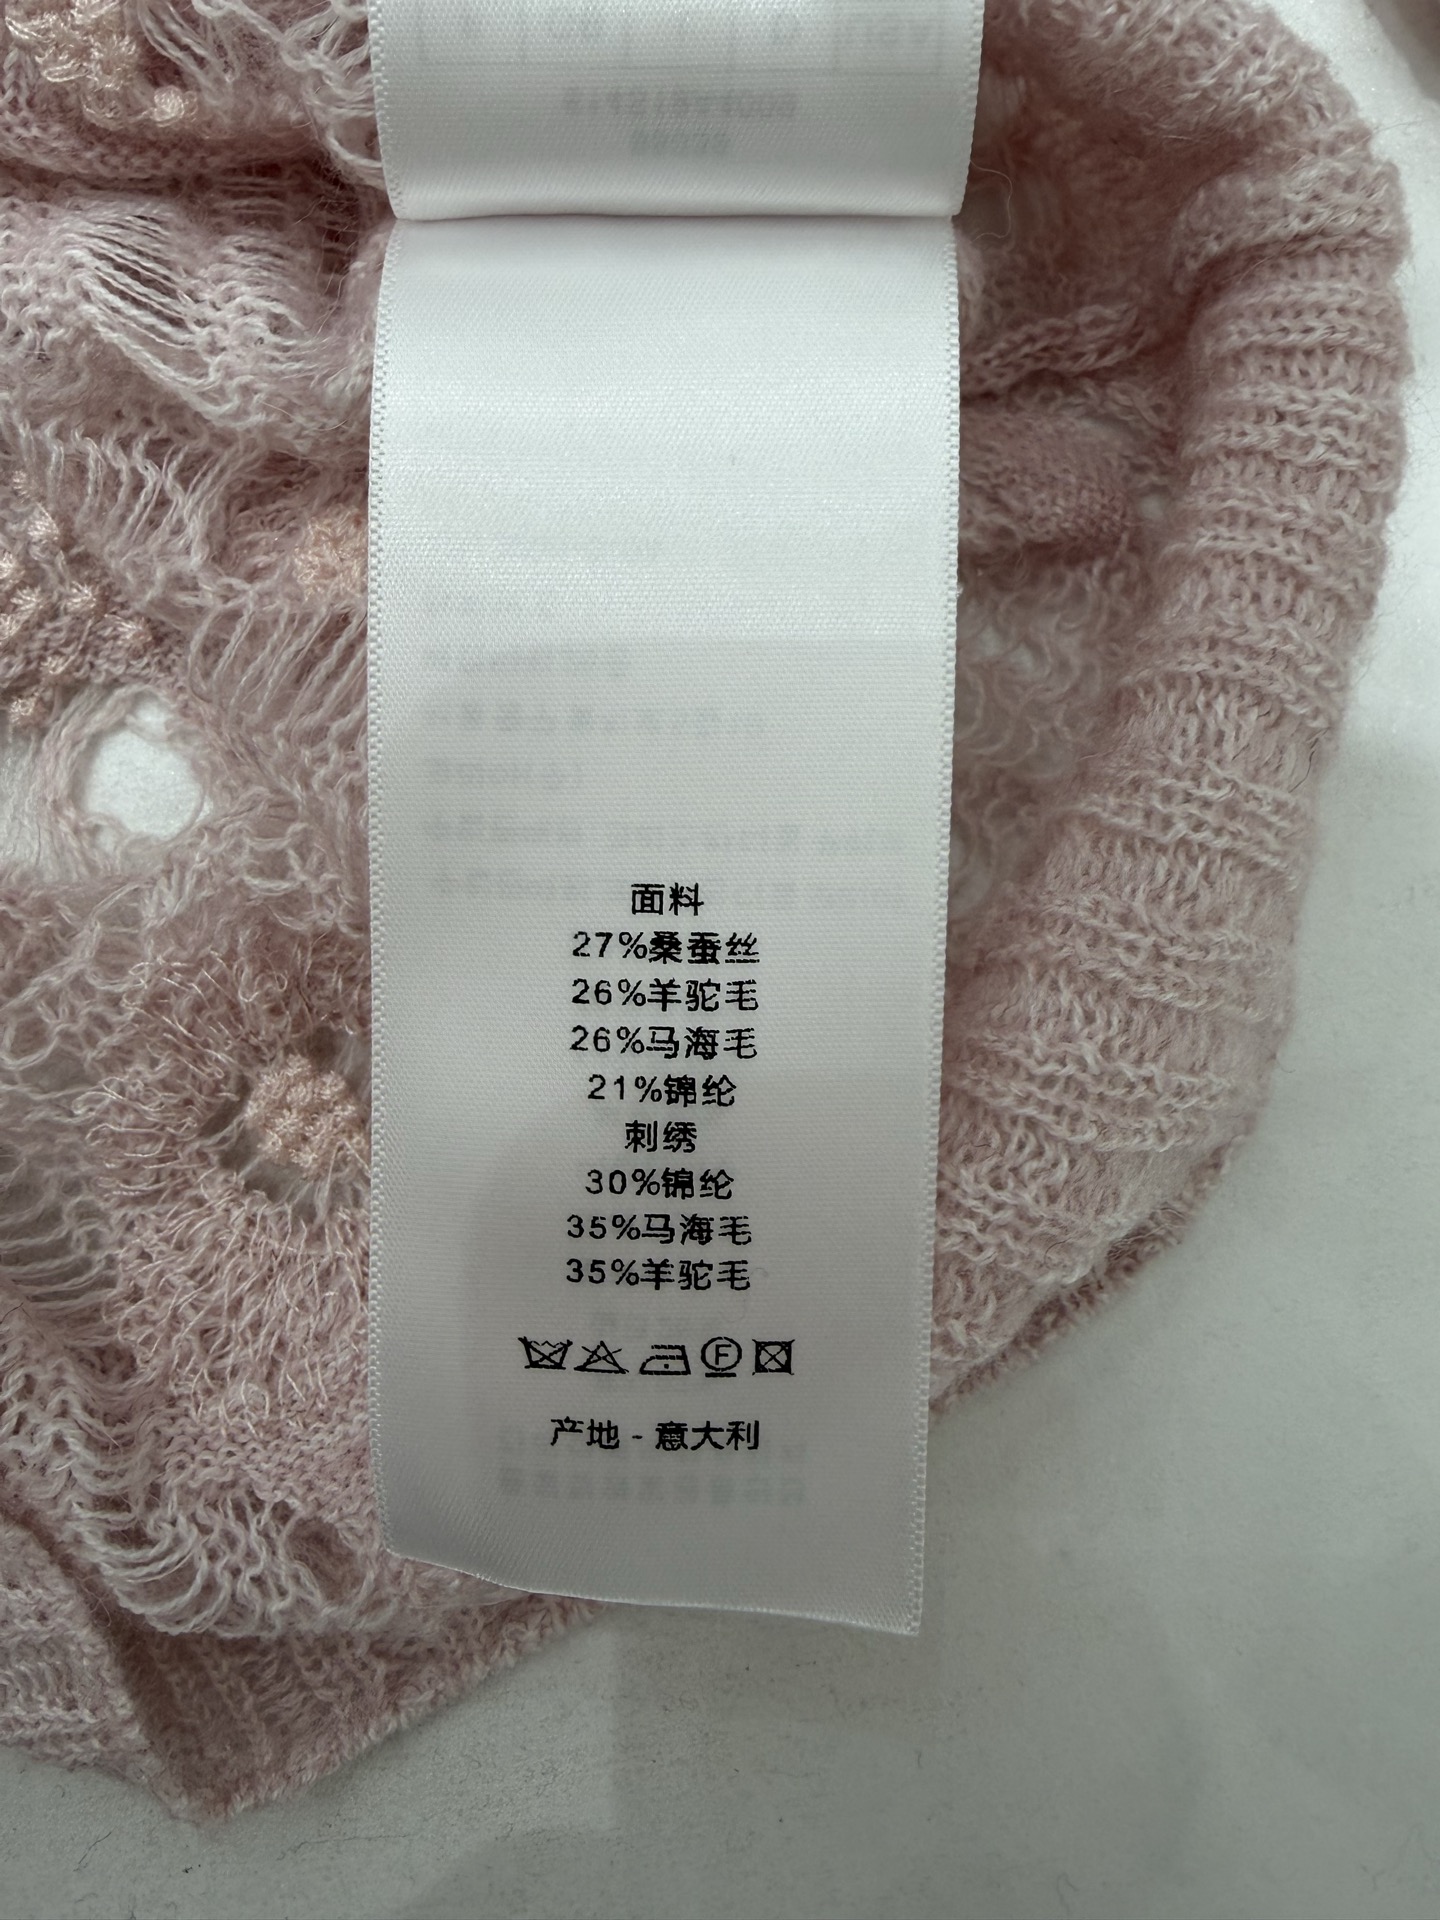 面料
27%桑蚕丝
26%羊驼毛
26%马海毛
21%锦纶
刺绣
30%锦纶
35%马海毛
35%羊驼毛
F
产地 - 意大利